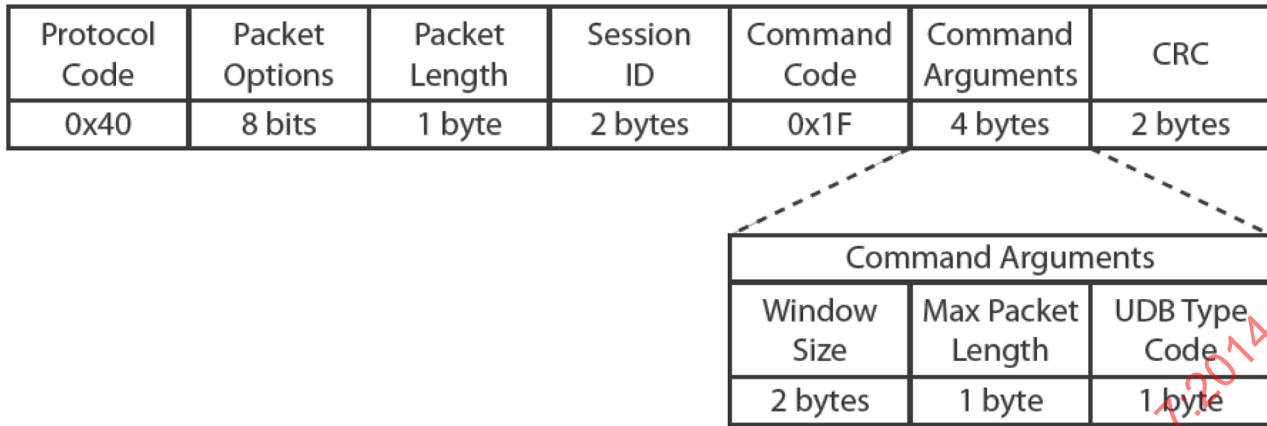 Protocol Code Packet Options Packet Length Session ID Command Code Command Arguments CRC
0x40 8 bits 1 byte 2 bytes 0x1F 4 bytes 2 bytes
Command Arguments
Window Size Max Packet Length UDB Type Code
2 bytes 1 byte 1 byte
7:2014